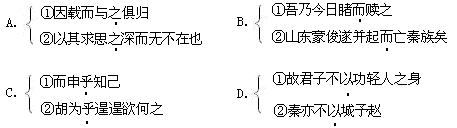 A. ①因载而与之俱归
②以其求思之深而无不在也
B. ①吾乃今日睹而赎之
②山东豪俊遂并起而亡秦族矣
C. ①而申乎知己
②胡为乎遑遑欲何之
D. ①故君子不以功轻人之身
②秦亦不以城予赵